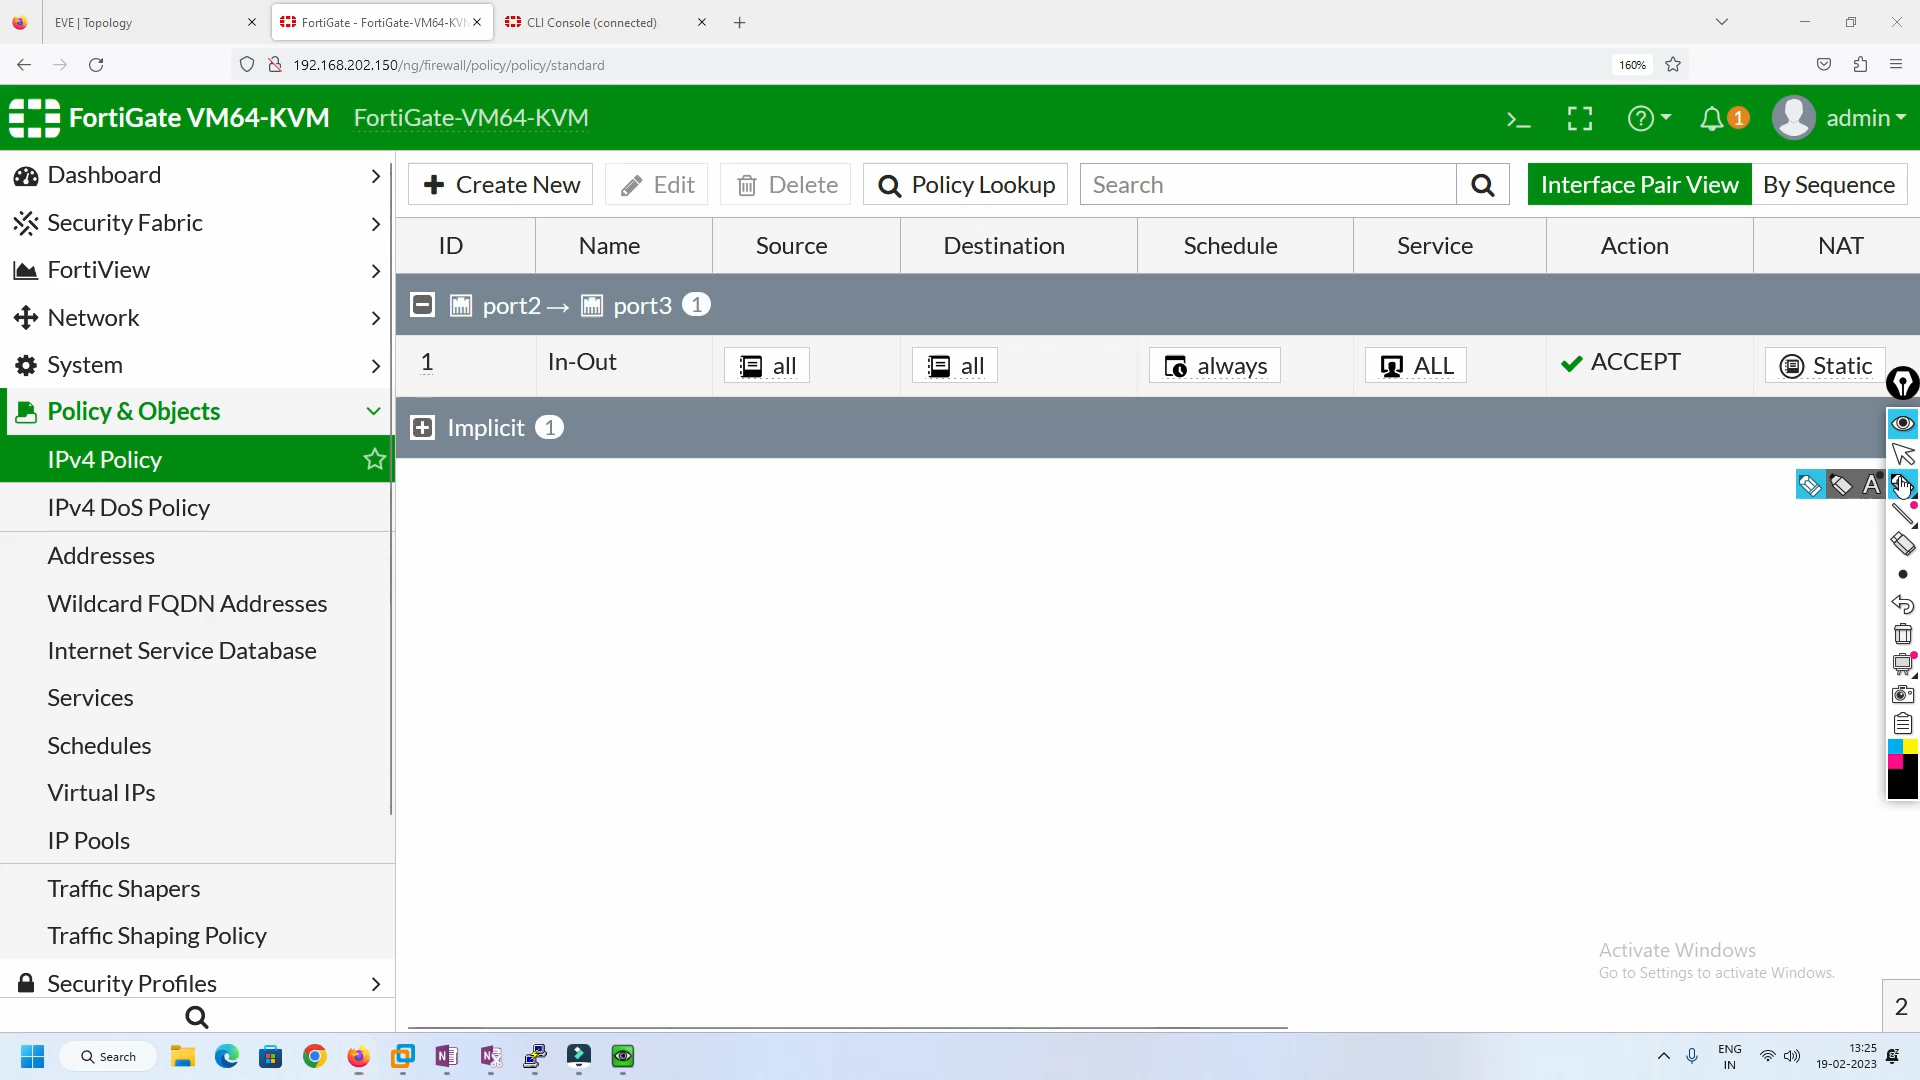 EVE | Topology
FortiGate - FortiGate-VM64-KVM
CLI Console (connected)
192.168.202.150/ng/firewall/policy/policy/standard
160%
FortiGate VM64-KVM
FortiGate-VM64-KVM
1
admin
Dashboard
Security Fabric
FortiView
Network
System
Policy & Objects
IPv4 Policy
IPv4 DoS Policy
Addresses
Wildcard FQDN Addresses
Internet Service Database
Services
Schedules
Virtual IPs
IP Pools
Traffic Shapers
Traffic Shaping Policy
Security Profiles
Create New
Edit
Delete
Policy Lookup
Search
Interface Pair View
By Sequence
ID Name Source Destination Schedule Service Action NAT
port2 → port3 1
1 In-Out all all always ALL ACCEPT Static
Implicit 1
A
Activate Windows
Go to Settings to activate Windows.
2
Search
ENG
IN
13:25
19-02-2023